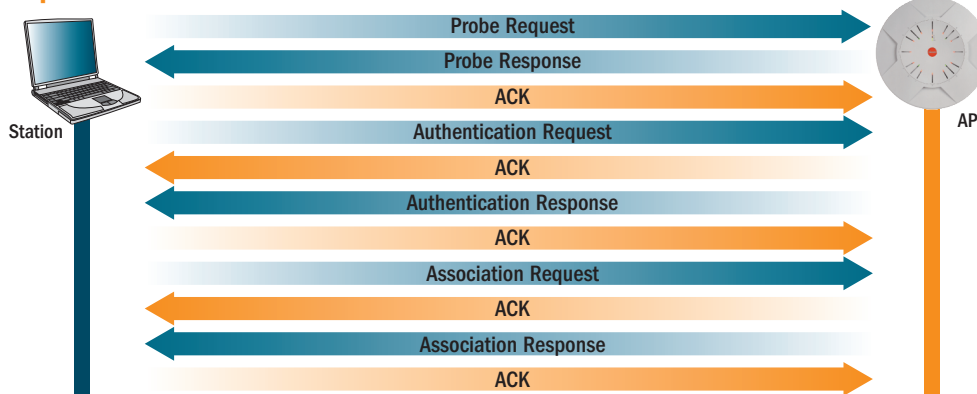 Probe Request
Probe Response
ACK
Station
Authentication Request
AP
ACK
Authentication Response
ACK
Association Request
ACK
Association Response
ACK